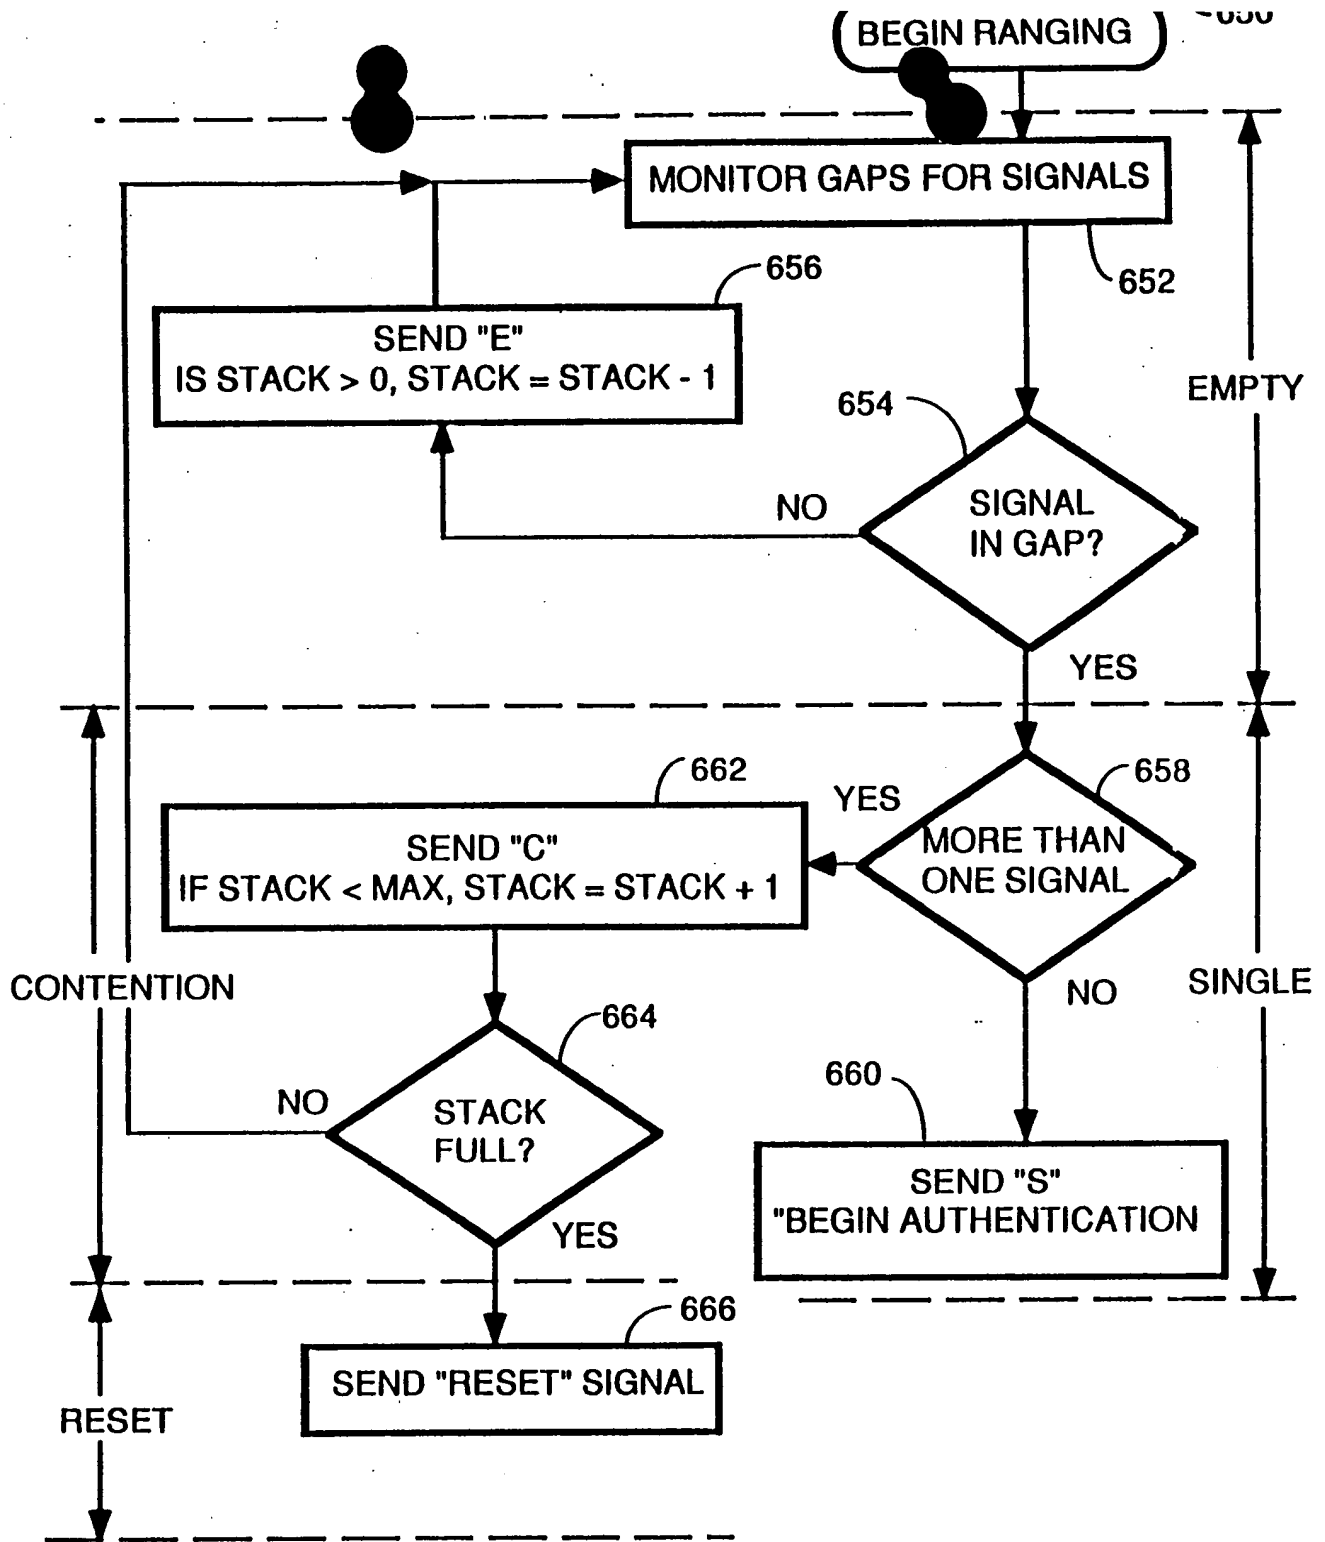 BEGIN RANGING
MONITOR GAPS FOR SIGNALS
652
656
SEND "E"
IS STACK > 0, STACK = STACK - 1
EMPTY
654
SIGNAL
IN GAP?
NO
YES
658
MORE THAN
ONE SIGNAL
YES
NO
662
SEND "C"
IF STACK < MAX, STACK = STACK + 1
CONTENTION
SINGLE
664
STACK
FULL?
NO
YES
660
SEND "S"
"BEGIN AUTHENTICATION
666
SEND "RESET" SIGNAL
RESET